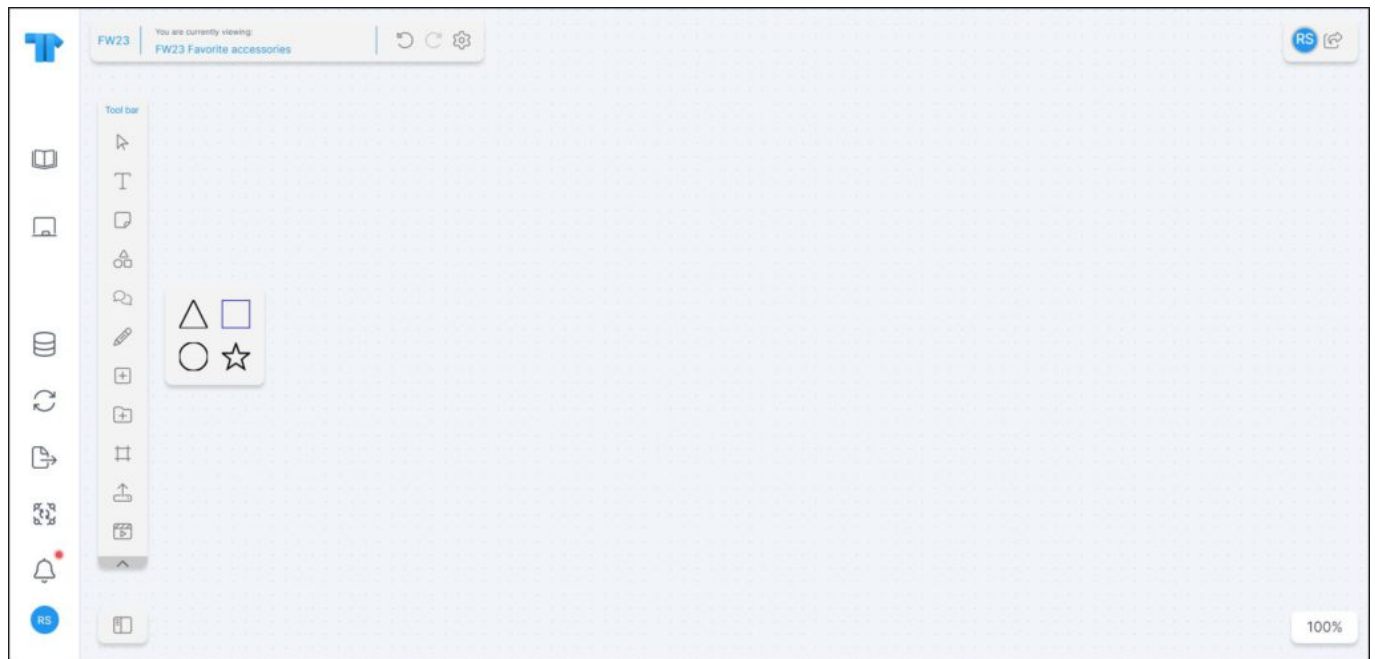 FW23
You are currently viewing:
FW23 Favorite accessories
RS
Tool bar
RS
100%